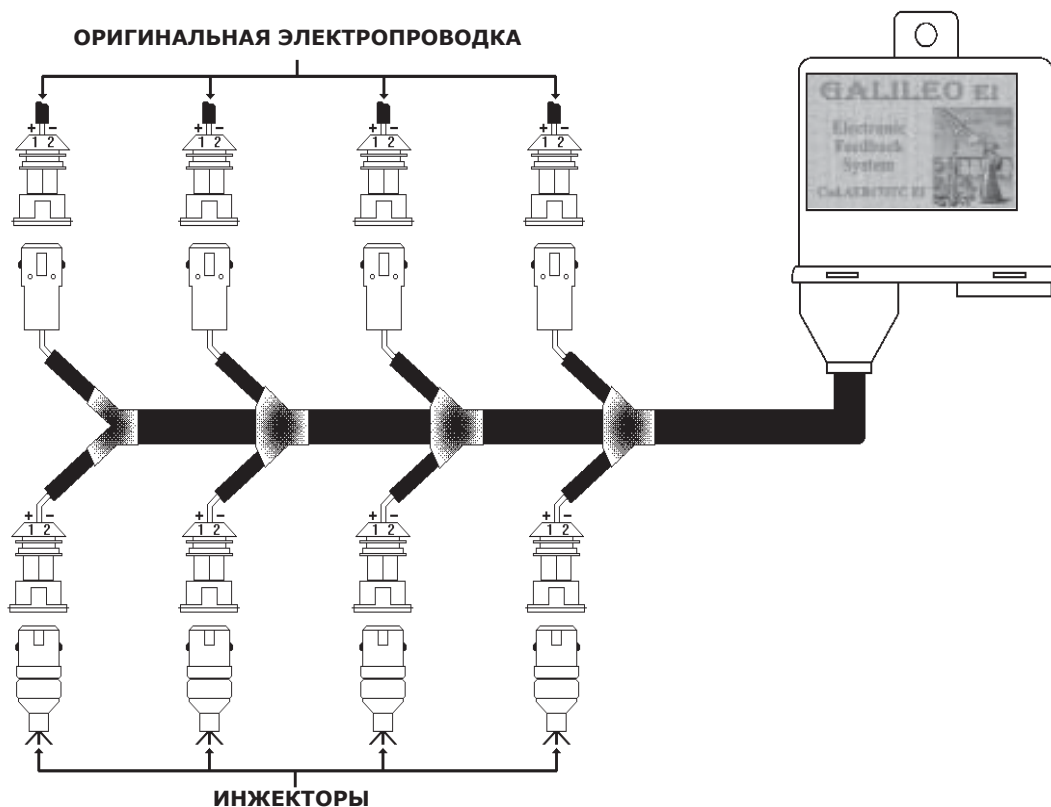 ОРИГИНАЛЬНАЯ ЭЛЕКТРОПРОВОДКА
+ − + − + − + −
1 2 1 2 1 2 1 2
GALILEO EI
Electronic
Feedback
System
+ − + − + − + −
1 2 1 2 1 2 1 2
ИНЖЕКТОРЫ